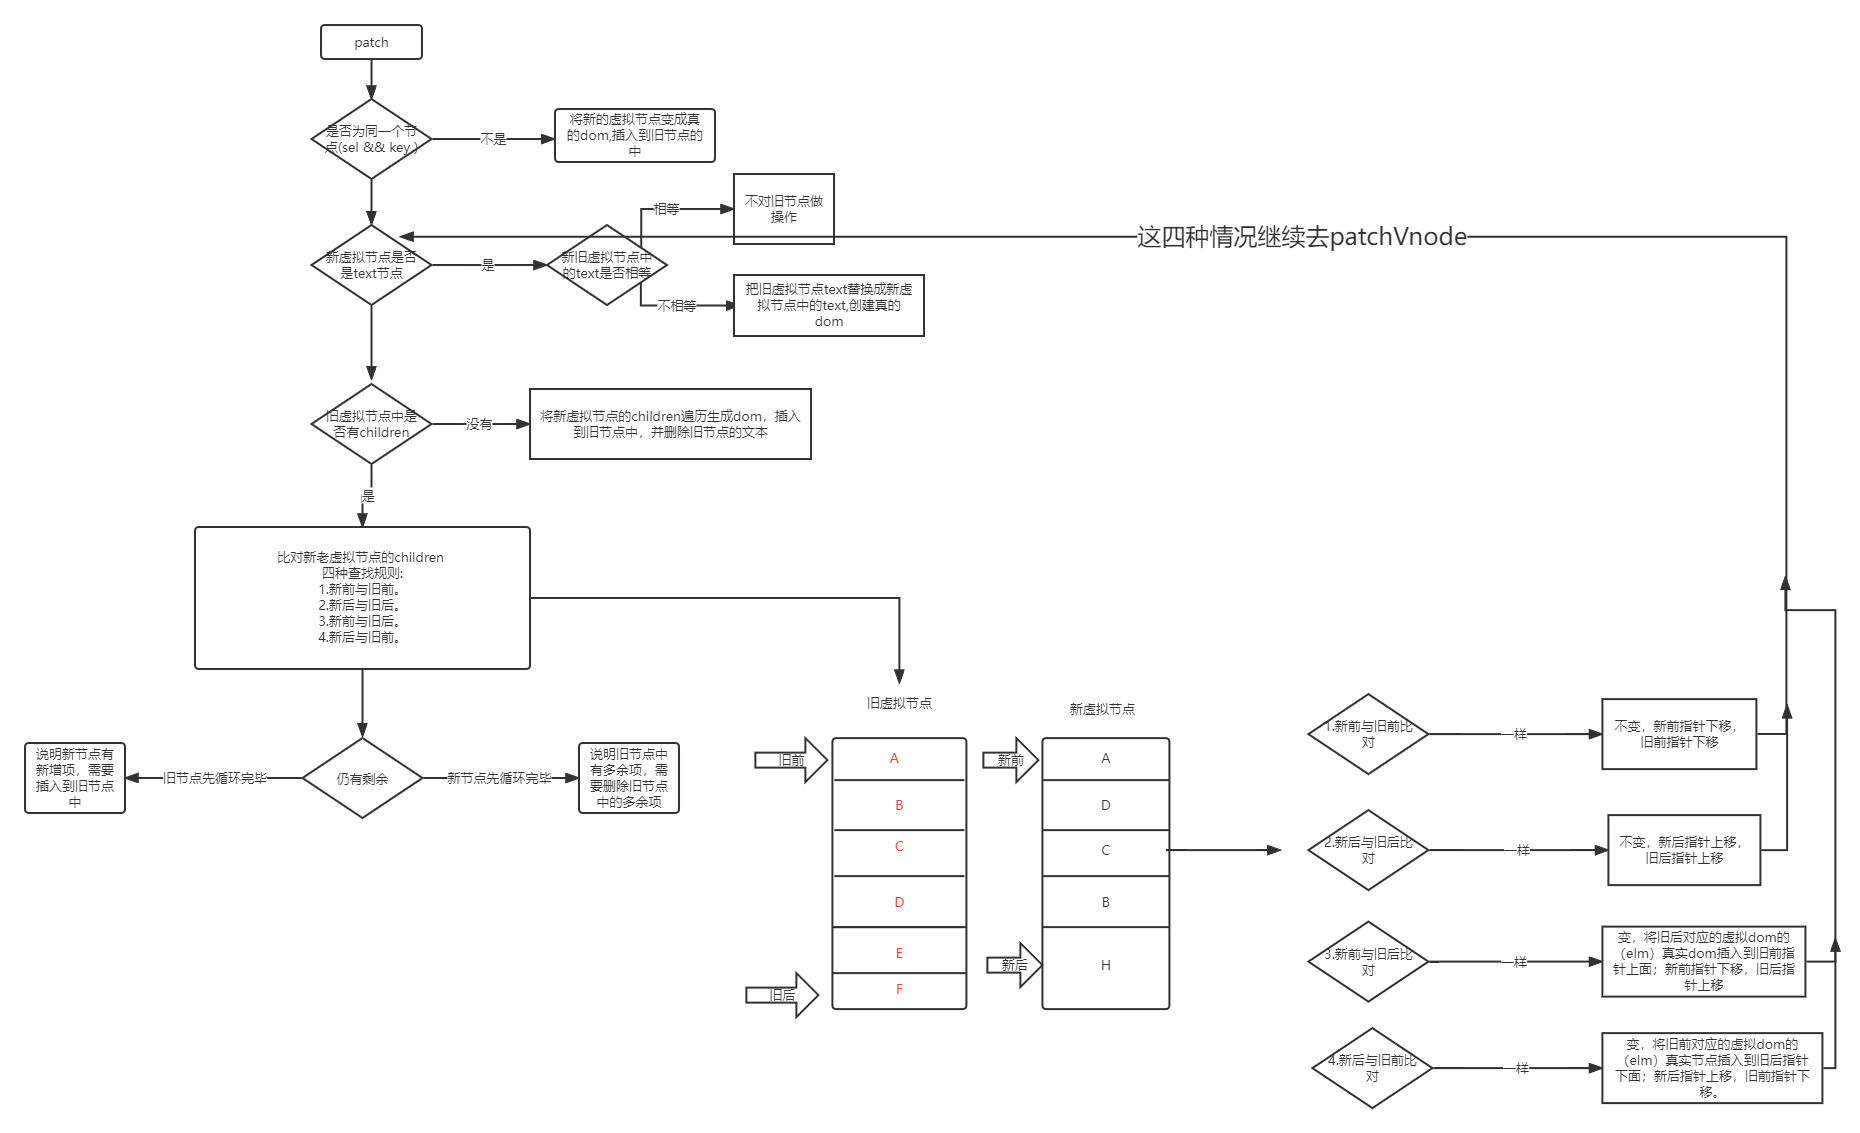 patch
是否为同一个节
点(sel && key )
不是
将新的虚拟节点变成真
的dom,插入到旧节点的
中
新虚拟节点是否
是text节点
是
新旧虚拟节点中
的text是否相等
相等
不对旧节点做
操作
不相等
把旧虚拟节点text替换成新虚
拟节点中的text,创建真的
dom
这四种情况继续去patchVnode
旧虚拟节点中是
否有children
没有
将新虚拟节点的children遍历生成dom，插入
到旧节点中，并删除旧节点的文本
是
比对新老虚拟节点的children
四种查找规则:
1.新前与旧前。
2.新后与旧后。
3.新前与旧后。
4.新后与旧前。
仍有剩余
旧节点先循环完毕
说明新节点有
新增项，需要
插入到旧节点
中
新节点先循环完毕
说明旧节点中
有多余项，需
要删除旧节点
中的多余项
旧虚拟节点
旧前
A
B
C
D
E
F
旧后
新虚拟节点
新前
A
D
C
B
H
新后
1.新前与旧前比
对
一样
不变，新前指针下移，
旧前指针下移
2.新后与旧后比
对
一样
不变，新后指针上移，
旧后指针上移
3.新前与旧后比
对
一样
变，将旧后对应的虚拟dom的
（elm）真实dom插入到旧前指
针上面；新前指针下移，旧后指
针上移
4.新后与旧前比
对
一样
变，将旧前对应的虚拟dom的
（elm）真实节点插入到旧后指针
下面；新后指针上移，旧前指针下
移。